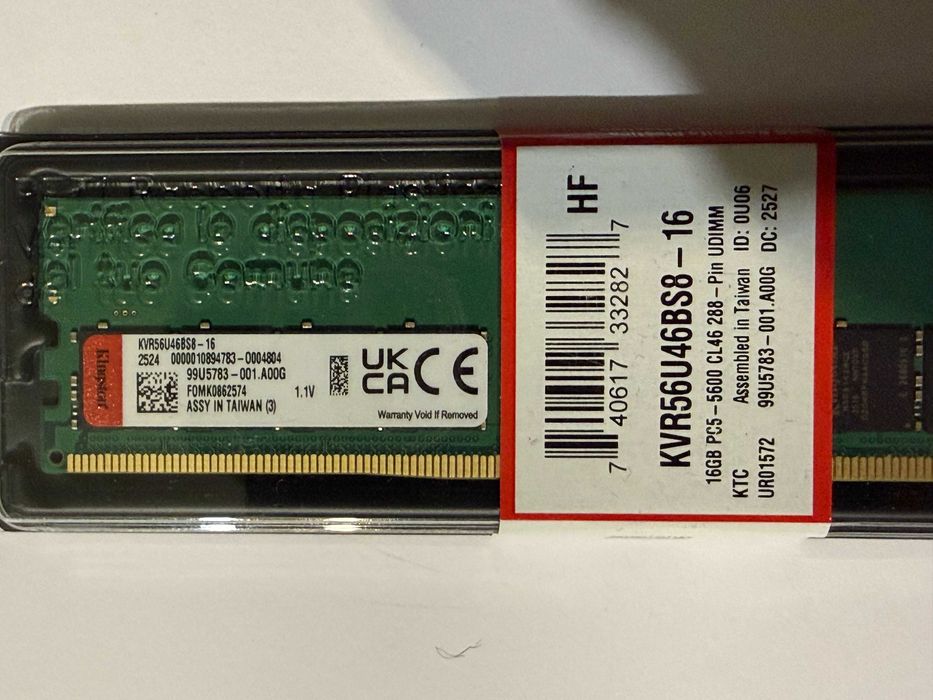 Verifica le disposizioni
del tuo Comune
Kingston
KVR56U46BS8-16
2524 0000010894783-0004804
99U5783-001.A00G
F0MK0862574 1.1V
ASSY IN TAIWAN (3)
UK
CA CE
Warranty Void If Removed
HF
7 40617 33282 7
KVR56U46BS8-16
16GB PC5-5600 CL46 288-Pin UDIMM
KTC Assembled in Taiwan ID: 0U06
UR01572 99U5783-001.A00G DC: 2527